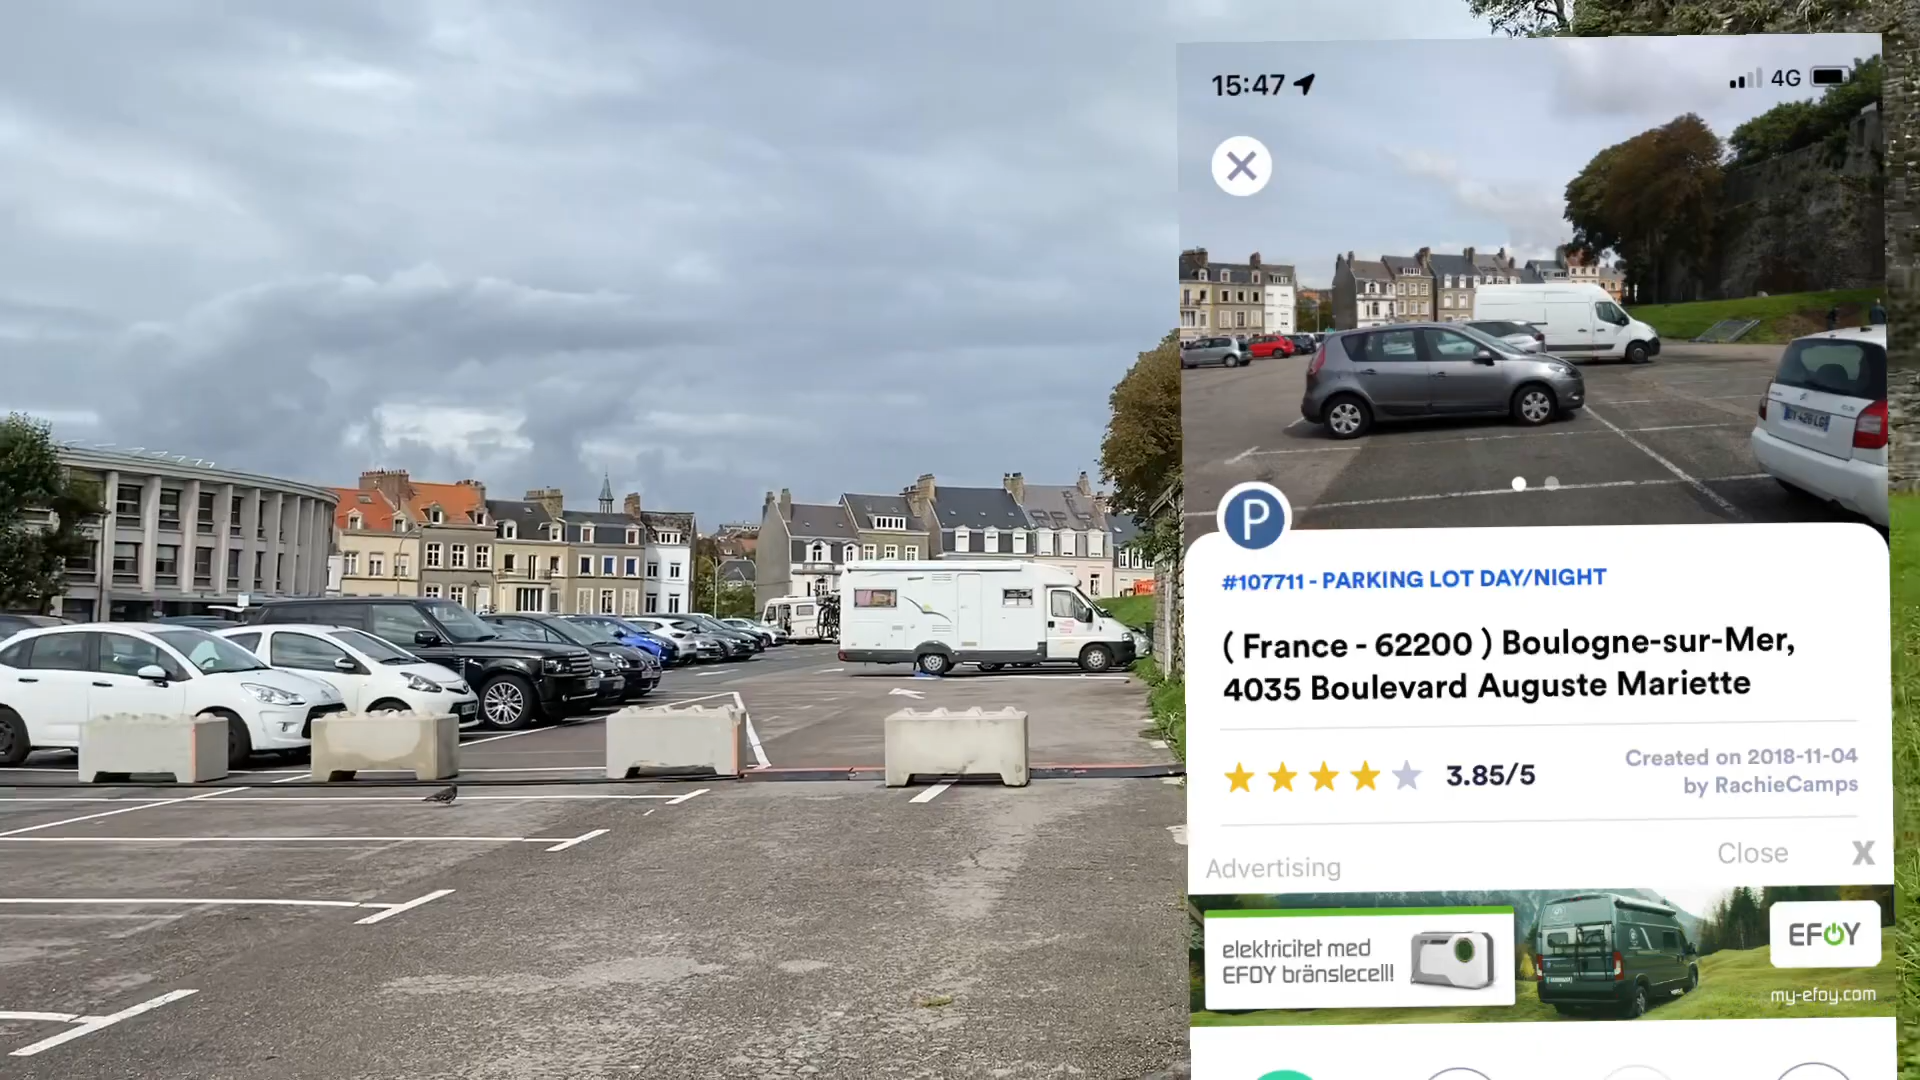 15:47
4G
P
#107711 - PARKING LOT DAY/NIGHT
( France - 62200 ) Boulogne-sur-Mer,
4035 Boulevard Auguste Mariette
3.85/5
Created on 2018-11-04
by RachieCamps
Advertising
Close X
elektricitet med
EFOY bränslecell!
EFOY
my-efoy.com